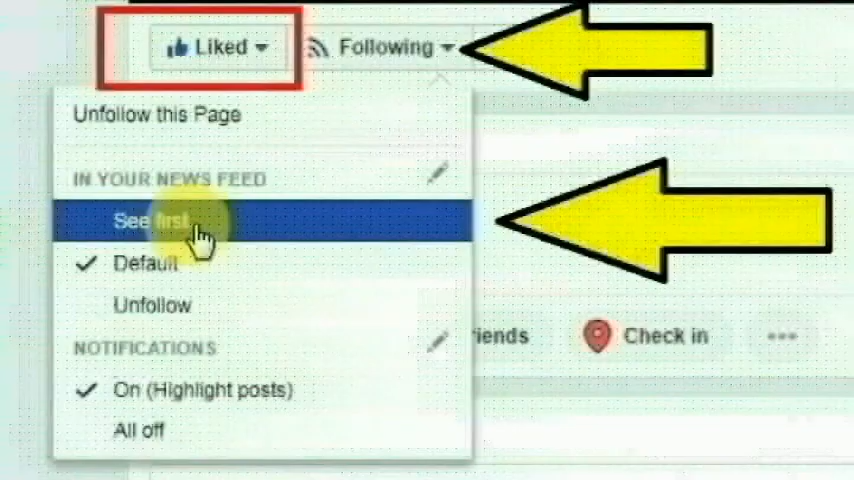 Liked Following
Unfollow this Page
IN YOUR NEWS FEED
See first
Default
Unfollow
riends Check in
NOTIFICATIONS
On (Highlight posts)
All off